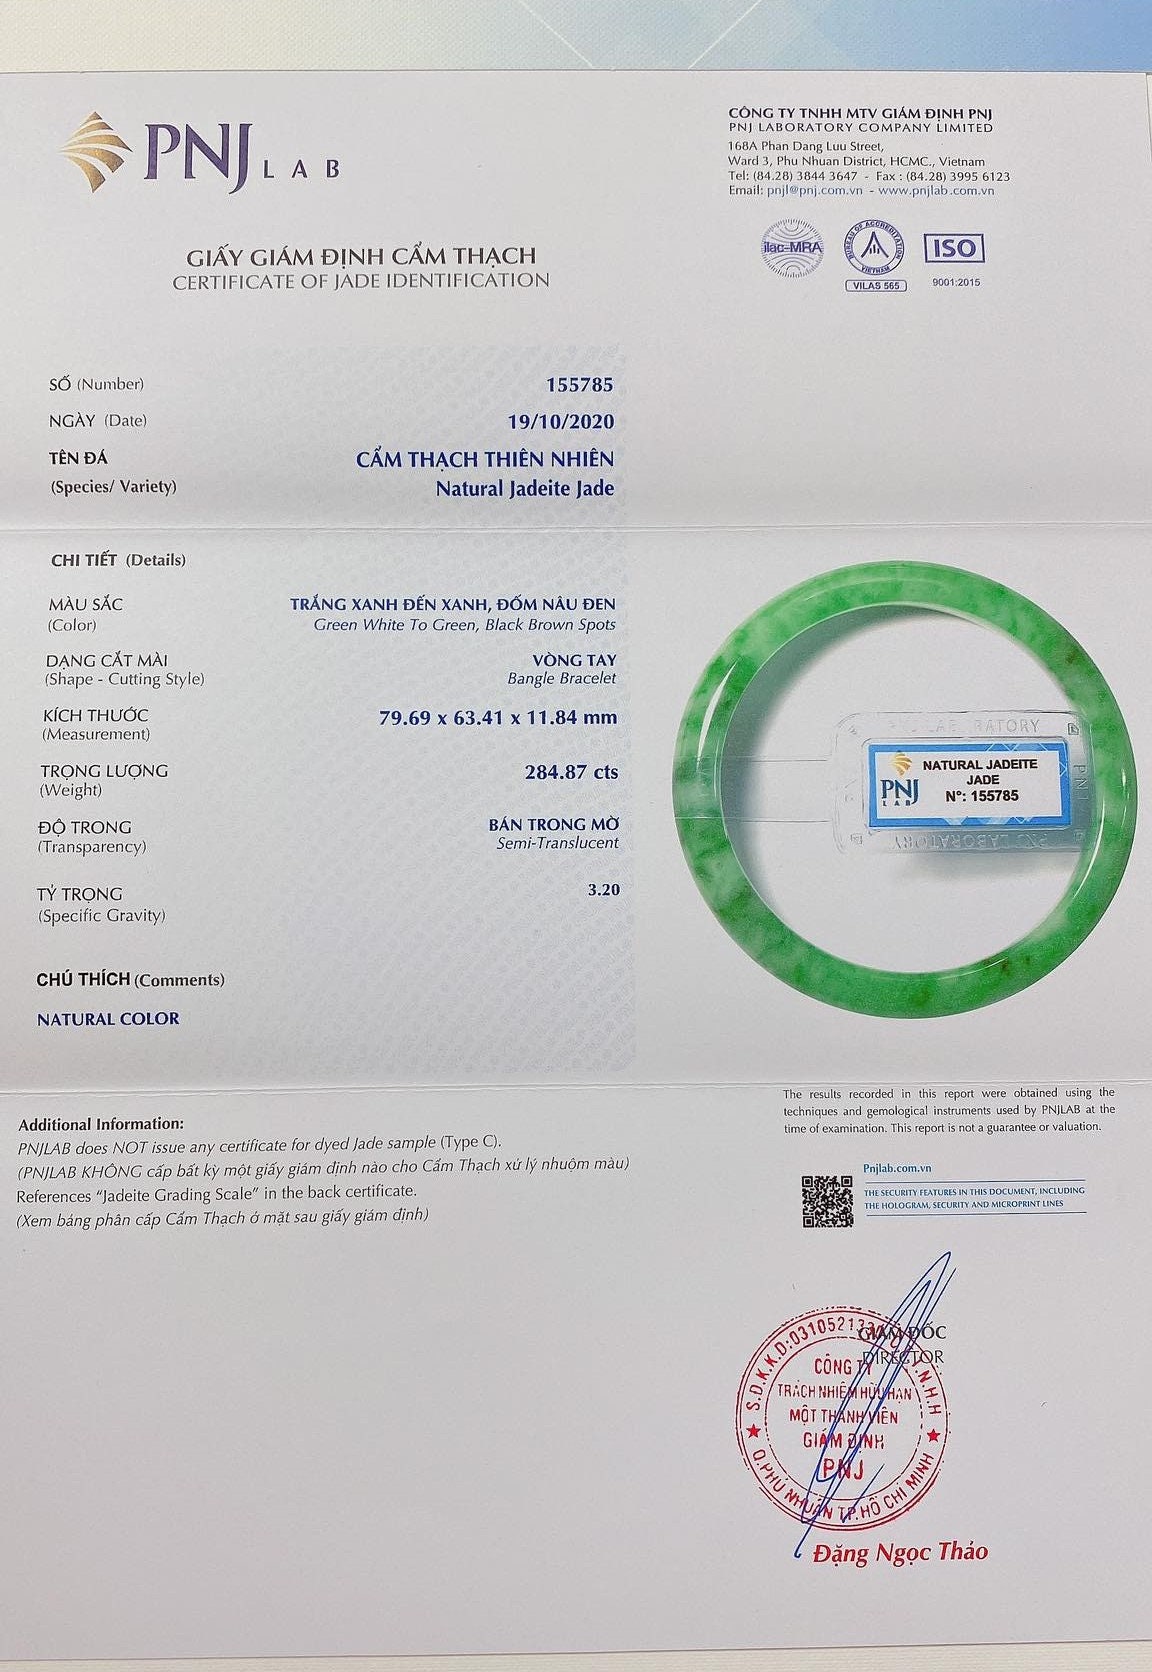 PNJ LAB
CÔNG TY TNHH MTV GIÁM ĐỊNH PNJ
PNJ LABORATORY COMPANY LIMITED
168A Phan Dang Luu Street,
Ward 3, Phu Nhuan District, HCMC., Vietnam
Tel: (84.28) 3844 3647 - Fax : (84.28) 3995 6123
Email: pnjl@pnj.com.vn - www.pnjlab.com.vn
ilac-MRA
BUREAU OF ACCREDITATION
VIETNAM
VILAS 565
ISO
9001:2015
GIẤY GIÁM ĐỊNH CẨM THẠCH
CERTIFICATE OF JADE IDENTIFICATION
SỐ (Number) 155785
NGÀY (Date) 19/10/2020
TÊN ĐÁ CẨM THẠCH THIÊN NHIÊN
(Species/ Variety) Natural Jadeite Jade
CHI TIẾT (Details)
MÀU SẮC TRẮNG XANH ĐẾN XANH, ĐỐM NÂU ĐEN
(Color) Green White To Green, Black Brown Spots
DẠNG CẮT MÀI VÒNG TAY
(Shape - Cutting Style) Bangle Bracelet
KÍCH THƯỚC 79.69 x 63.41 x 11.84 mm
(Measurement)
TRỌNG LƯỢNG 284.87 cts
(Weight)
ĐỘ TRONG BÁN TRONG MỜ
(Transparency) Semi-Translucent
TỶ TRỌNG 3.20
(Specific Gravity)
CHÚ THÍCH (Comments)
NATURAL COLOR
PNJ LAB
NATURAL JADEITE
JADE
N°: 155785
PNJ LABORATORY
Additional Information:
PNJLAB does NOT issue any certificate for dyed Jade sample (Type C).
(PNJLAB KHÔNG cấp bất kỳ một giấy giám định nào cho Cẩm Thạch xử lý nhuộm màu)
References "Jadeite Grading Scale" in the back certificate.
(Xem bảng phân cấp Cẩm Thạch ở mặt sau giấy giám định)
The results recorded in this report were obtained using the
techniques and gemological instruments used by PNJLAB at the
time of examination. This report is not a guarantee or valuation.
Pnjlab.com.vn
THE SECURITY FEATURES IN THIS DOCUMENT, INCLUDING
THE HOLOGRAM, SECURITY AND MICROPRINT LINES
GIÁM ĐỐC
DIRECTOR
CÔNG TY
TRÁCH NHIỆM HỮU HẠN
MỘT THÀNH VIÊN
GIÁM ĐỊNH
PNJ
Q.PHÚ NHUẬN TP.HỒ CHÍ MINH
Đặng Ngọc Thảo